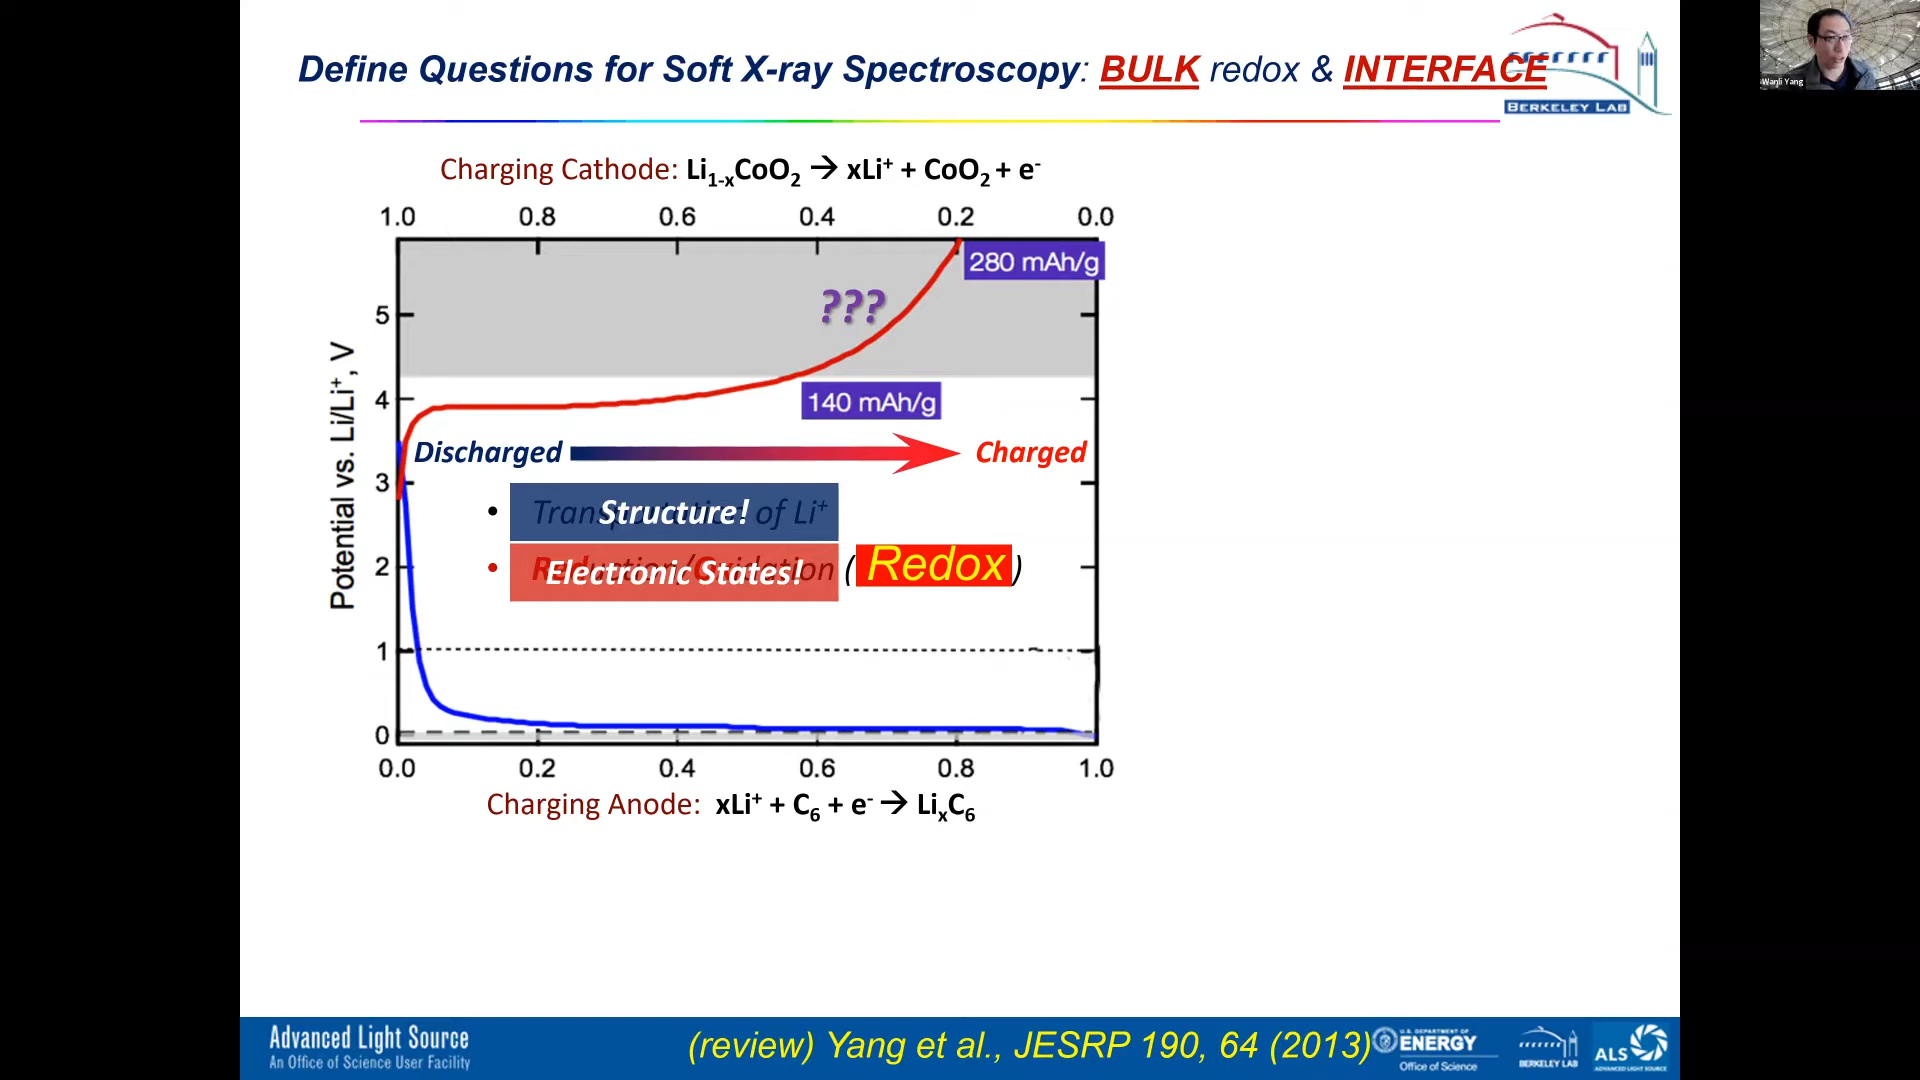 Define Questions for Soft X-ray Spectroscopy: BULK redox & INTERFACE
BERKELEY LAB
Wanli Yang
Charging Cathode: Li1-xCoO2 → xLi+ + CoO2 + e-
1.0 0.8 0.6 0.4 0.2 0.0
280 mAh/g
???
5
4
3
2
1
0
Potential vs. Li/Li+, V
140 mAh/g
Discharged Charged
• Transportation of Li+
Structure!
• Reduction/Oxidation (Redox)
Electronic States!
0.0 0.2 0.4 0.6 0.8 1.0
Charging Anode: xLi+ + C6 + e- → LixC6
Advanced Light Source
An Office of Science User Facility
(review) Yang et al., JESRP 190, 64 (2013)
U.S. DEPARTMENT OF
ENERGY
Office of Science
BERKELEY LAB
ALS
ADVANCED LIGHT SOURCE